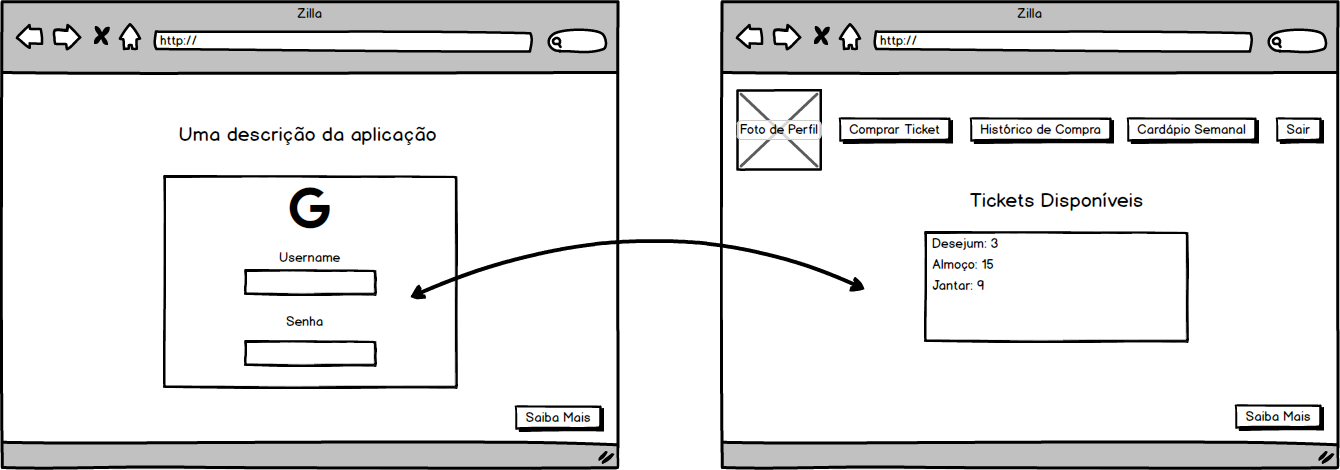 Zilla
http://
Uma descrição da aplicação
G
Username
Senha
Saiba Mais
Zilla
http://
Foto de Perfil
Comprar Ticket
Histórico de Compra
Cardápio Semanal
Sair
Tickets Disponíveis
Desejum: 3
Almoço: 15
Jantar: 9
Saiba Mais